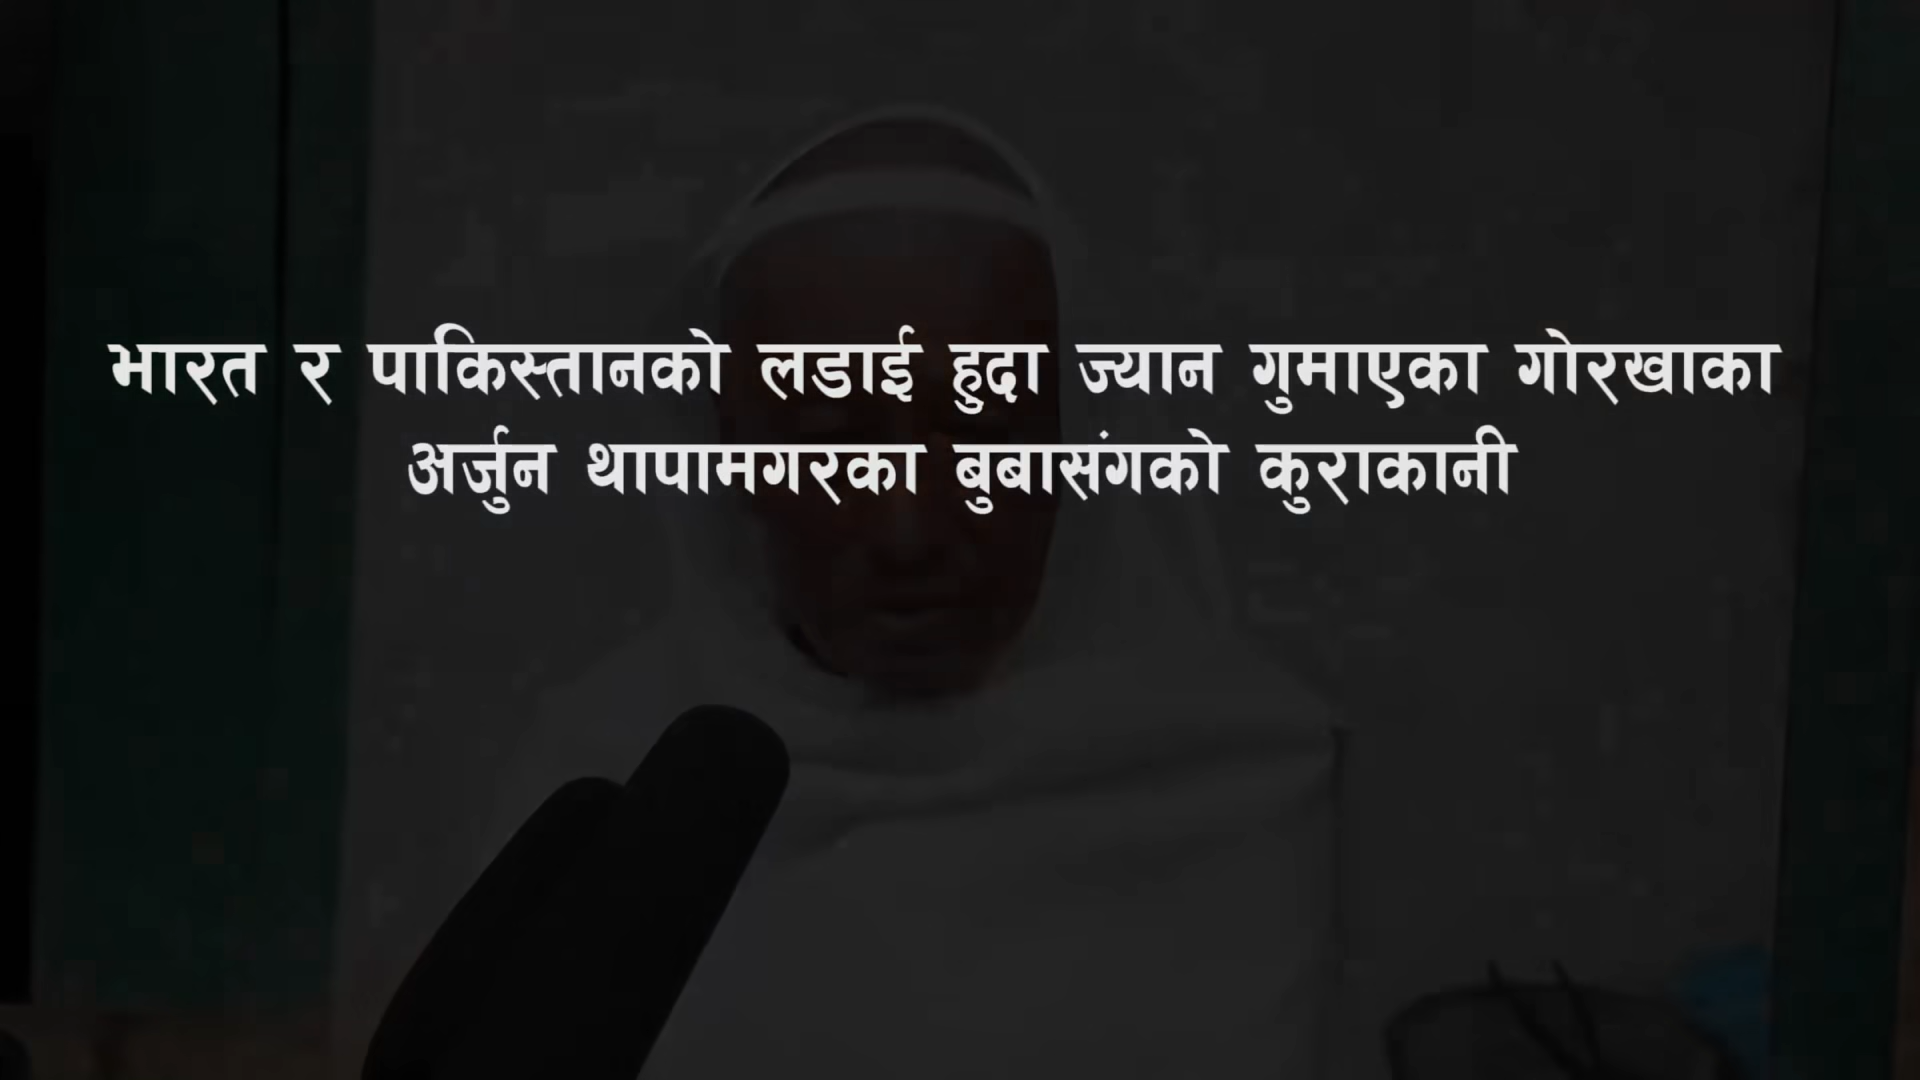 भारत र पाकिस्तानको लडाई हुदा ज्यान गुमाएका गोरखाका
अर्जुन थापामगरका बुबासंगको कुराकानी